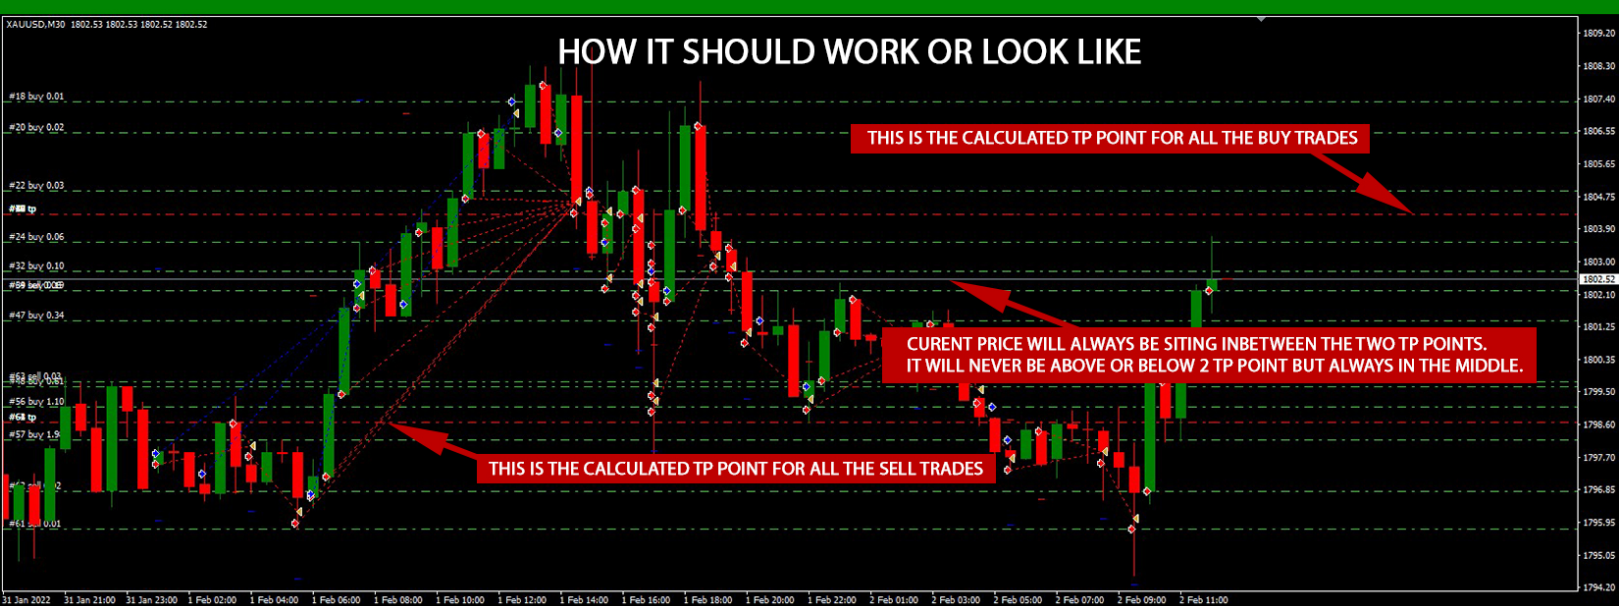 XAUUSD,M30 1802.53 1802.53 1802.52 1802.52
HOW IT SHOULD WORK OR LOOK LIKE
1809.20
1808.30
#18 buy 0.01
1807.40
#20 buy 0.02
1806.55
THIS IS THE CALCULATED TP POINT FOR ALL THE BUY TRADES
1805.65
#22 buy 0.03
1804.75
tp
#24 buy 0.06
1803.90
#32 buy 0.10
1803.00
1802.52
sell
1802.10
#47 buy 0.34
1801.25
CURENT PRICE WILL ALWAYS BE SITING INBETWEEN THE TWO TP POINTS.
IT WILL NEVER BE ABOVE OR BELOW 2 TP POINT BUT ALWAYS IN THE MIDDLE.
1800.35
sell 0.03
buy
1799.50
#56 buy 1.10
tp
1798.60
#57 buy
THIS IS THE CALCULATED TP POINT FOR ALL THE SELL TRADES
1797.70
1796.85
#61 sell 0.01
1795.95
1795.05
1794.20
31 Jan 2022 31 Jan 21:00 31 Jan 23:00 1 Feb 02:00 1 Feb 04:00 1 Feb 06:00 1 Feb 08:00 1 Feb 10:00 1 Feb 12:00 1 Feb 14:00 1 Feb 16:00 1 Feb 18:00 1 Feb 20:00 1 Feb 22:00 2 Feb 01:00 2 Feb 03:00 2 Feb 05:00 2 Feb 07:00 2 Feb 09:00 2 Feb 11:00